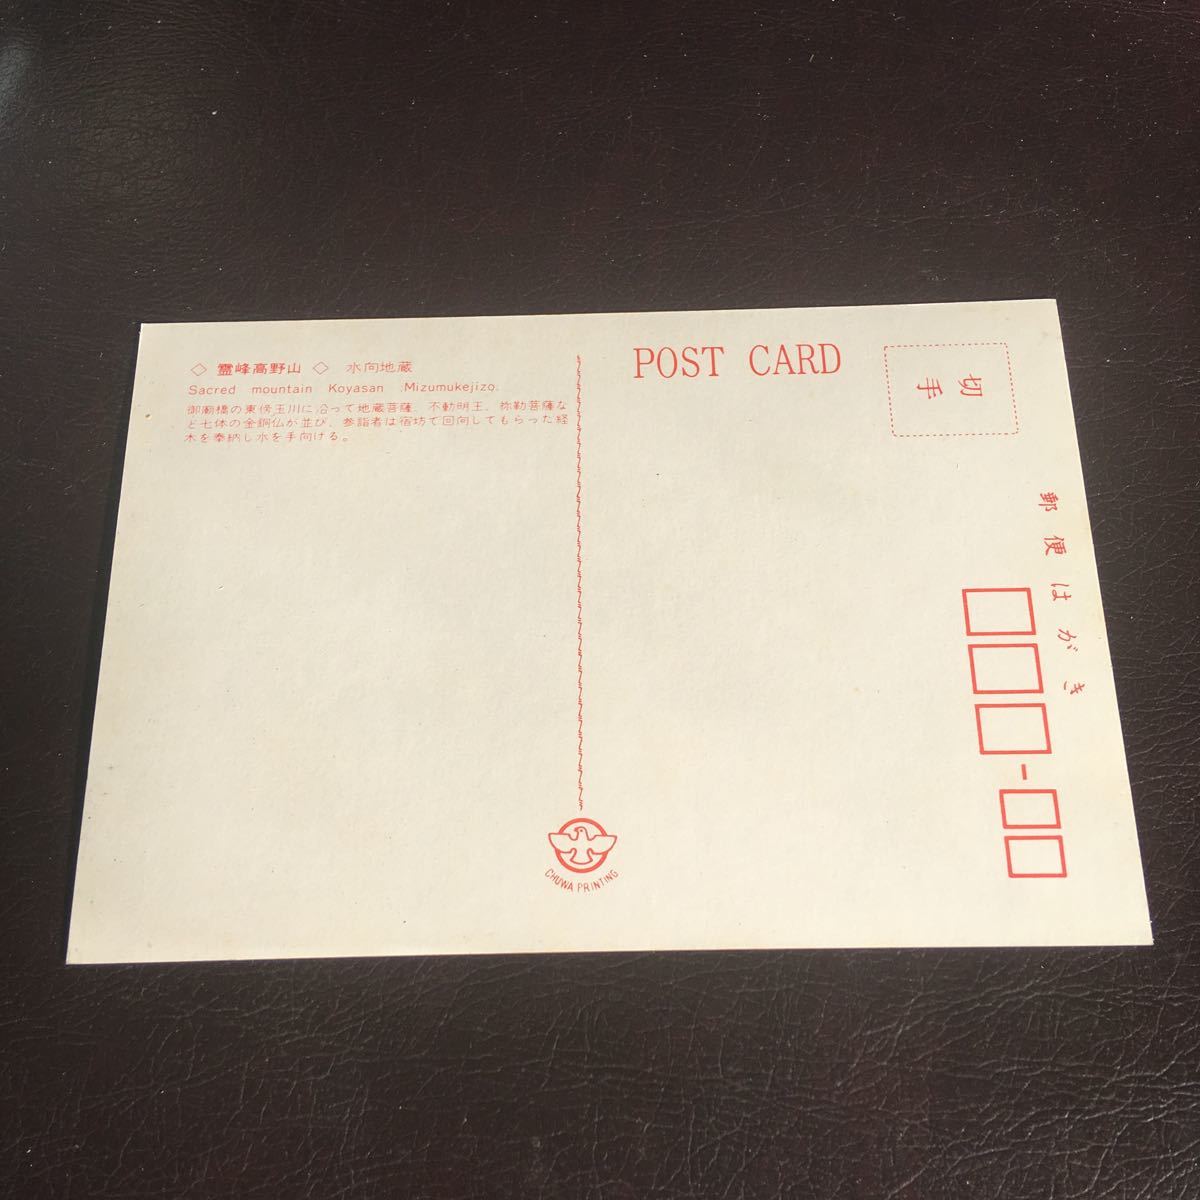 ◇ 霊峰高野山 ◇ 水向地蔵
Sacred mountain Koyasan Mizumukejizo.
御廟橋の東傍玉川に沿って地蔵菩薩、不動明王、弥勒菩薩な
ど七体の金銅仏が並び、参詣者は宿坊で回向してもらった経
木を奉納し水を手向ける。
POST CARD
切
手
郵便はがき
CHUWA PRINTING